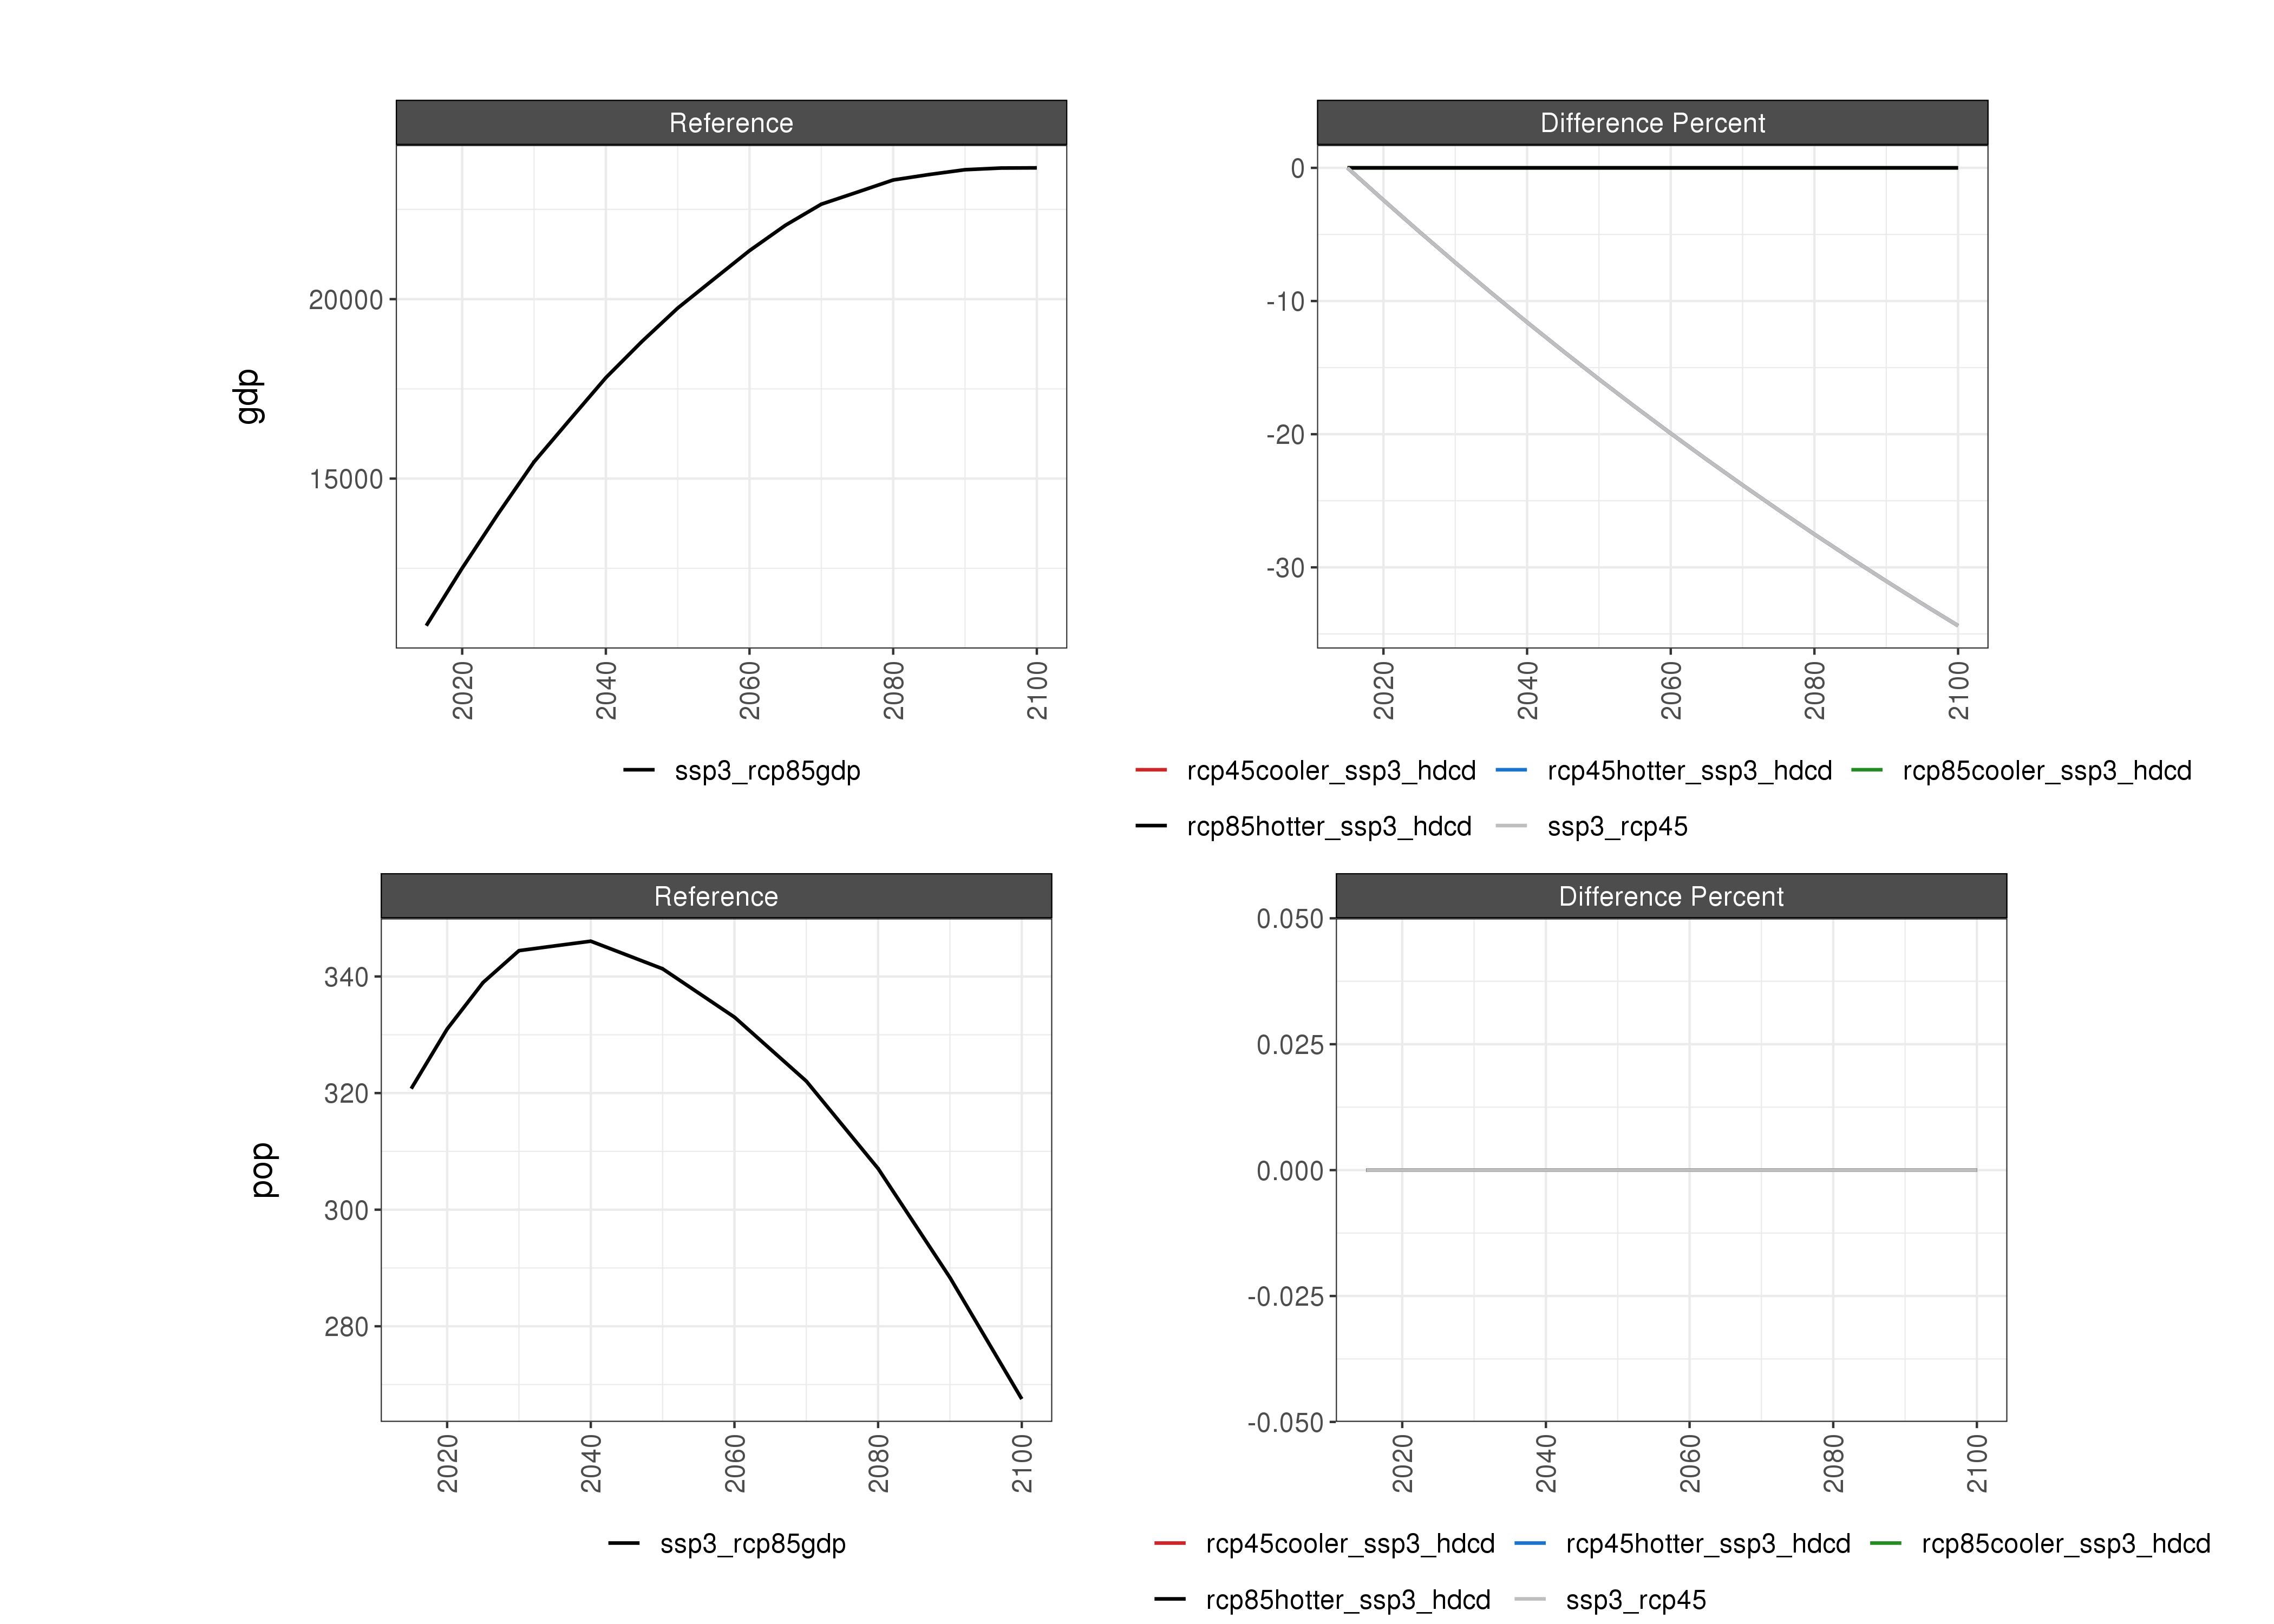 Reference
Difference Percent
gdp
20000
15000
0
-10
-20
-30
2020 2040 2060 2080 2100
2020 2040 2060 2080 2100
ssp3_rcp85gdp
rcp45cooler_ssp3_hdcd rcp45hotter_ssp3_hdcd rcp85cooler_ssp3_hdcd
rcp85hotter_ssp3_hdcd ssp3_rcp45
Reference
Difference Percent
pop
340
320
300
280
0.050
0.025
0.000
-0.025
-0.050
2020 2040 2060 2080 2100
2020 2040 2060 2080 2100
ssp3_rcp85gdp
rcp45cooler_ssp3_hdcd rcp45hotter_ssp3_hdcd rcp85cooler_ssp3_hdcd
rcp85hotter_ssp3_hdcd ssp3_rcp45